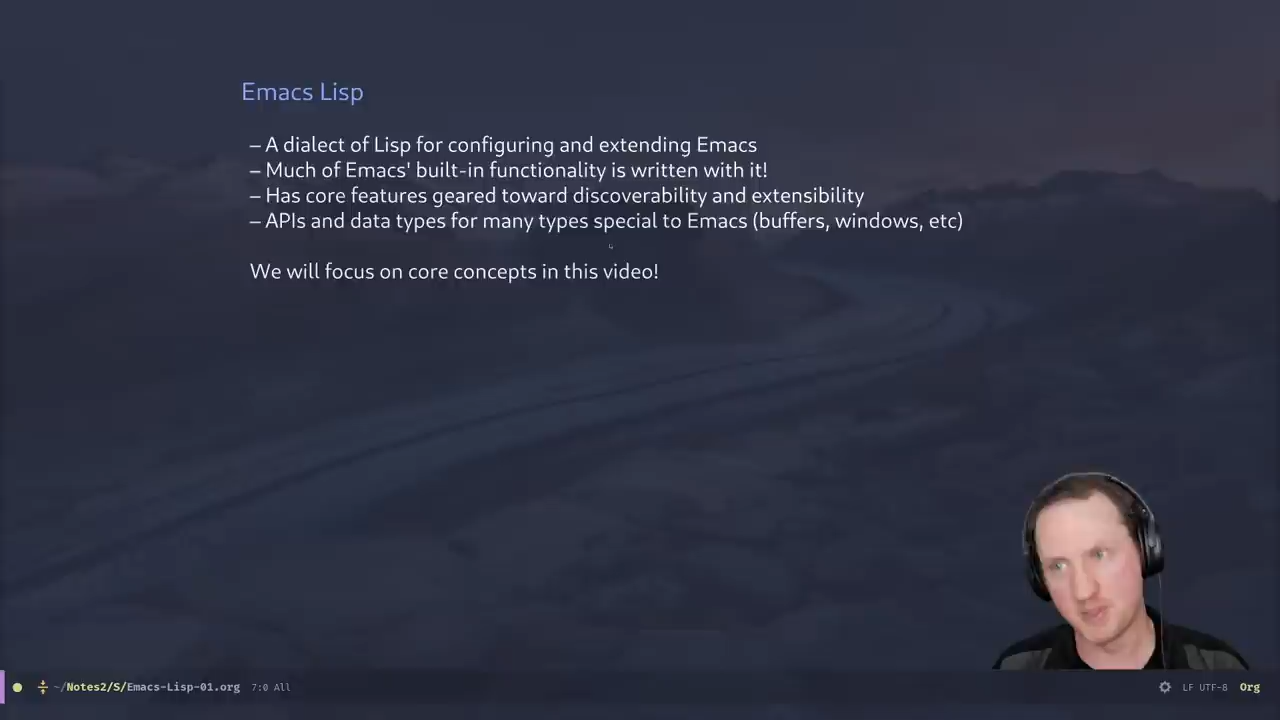 Emacs Lisp
– A dialect of Lisp for configuring and extending Emacs
– Much of Emacs' built-in functionality is written with it!
– Has core features geared toward discoverability and extensibility
– APIs and data types for many types special to Emacs (buffers, windows, etc)
We will focus on core concepts in this video!
~/Notes2/S/Emacs-Lisp-01.org 7:0 All LF UTF-8 Org